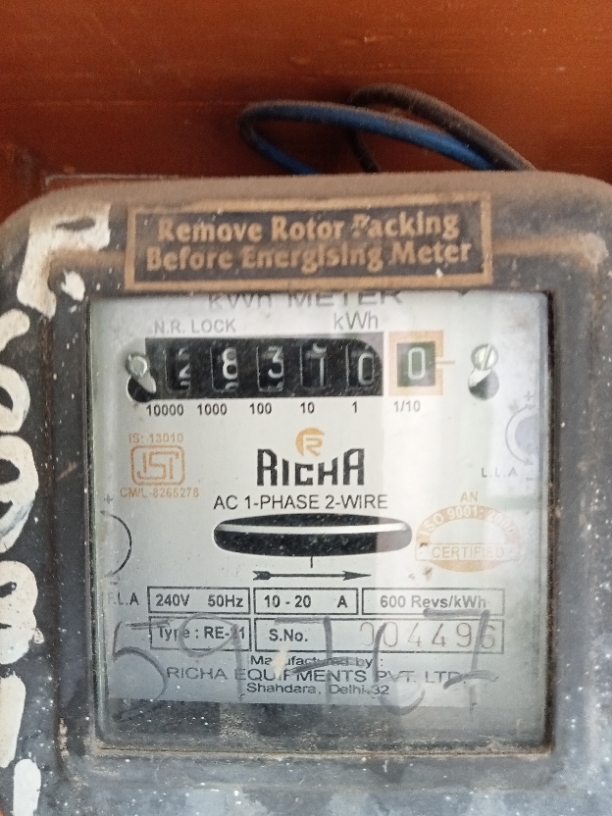 Remove Rotor Packing
Before Energising Meter
KWh METER
N.R. LOCK kWh
2 8 3 1 0 0
10000 1000 100 10 1 1/10
IS: 13010
ISI
CM/L-8265278
R
RICHA
L.L.A
AC 1-PHASE 2-WIRE
AN
ISO 9001:
CERTIFIED
F.L.A 240V 50Hz 10 - 20 A 600 Revs/kWh
Type : RE-11 S.No. 004496
Manufactured by :
RICHA EQUIPMENTS PVT. LTD.
Shahdara, Delhi-32